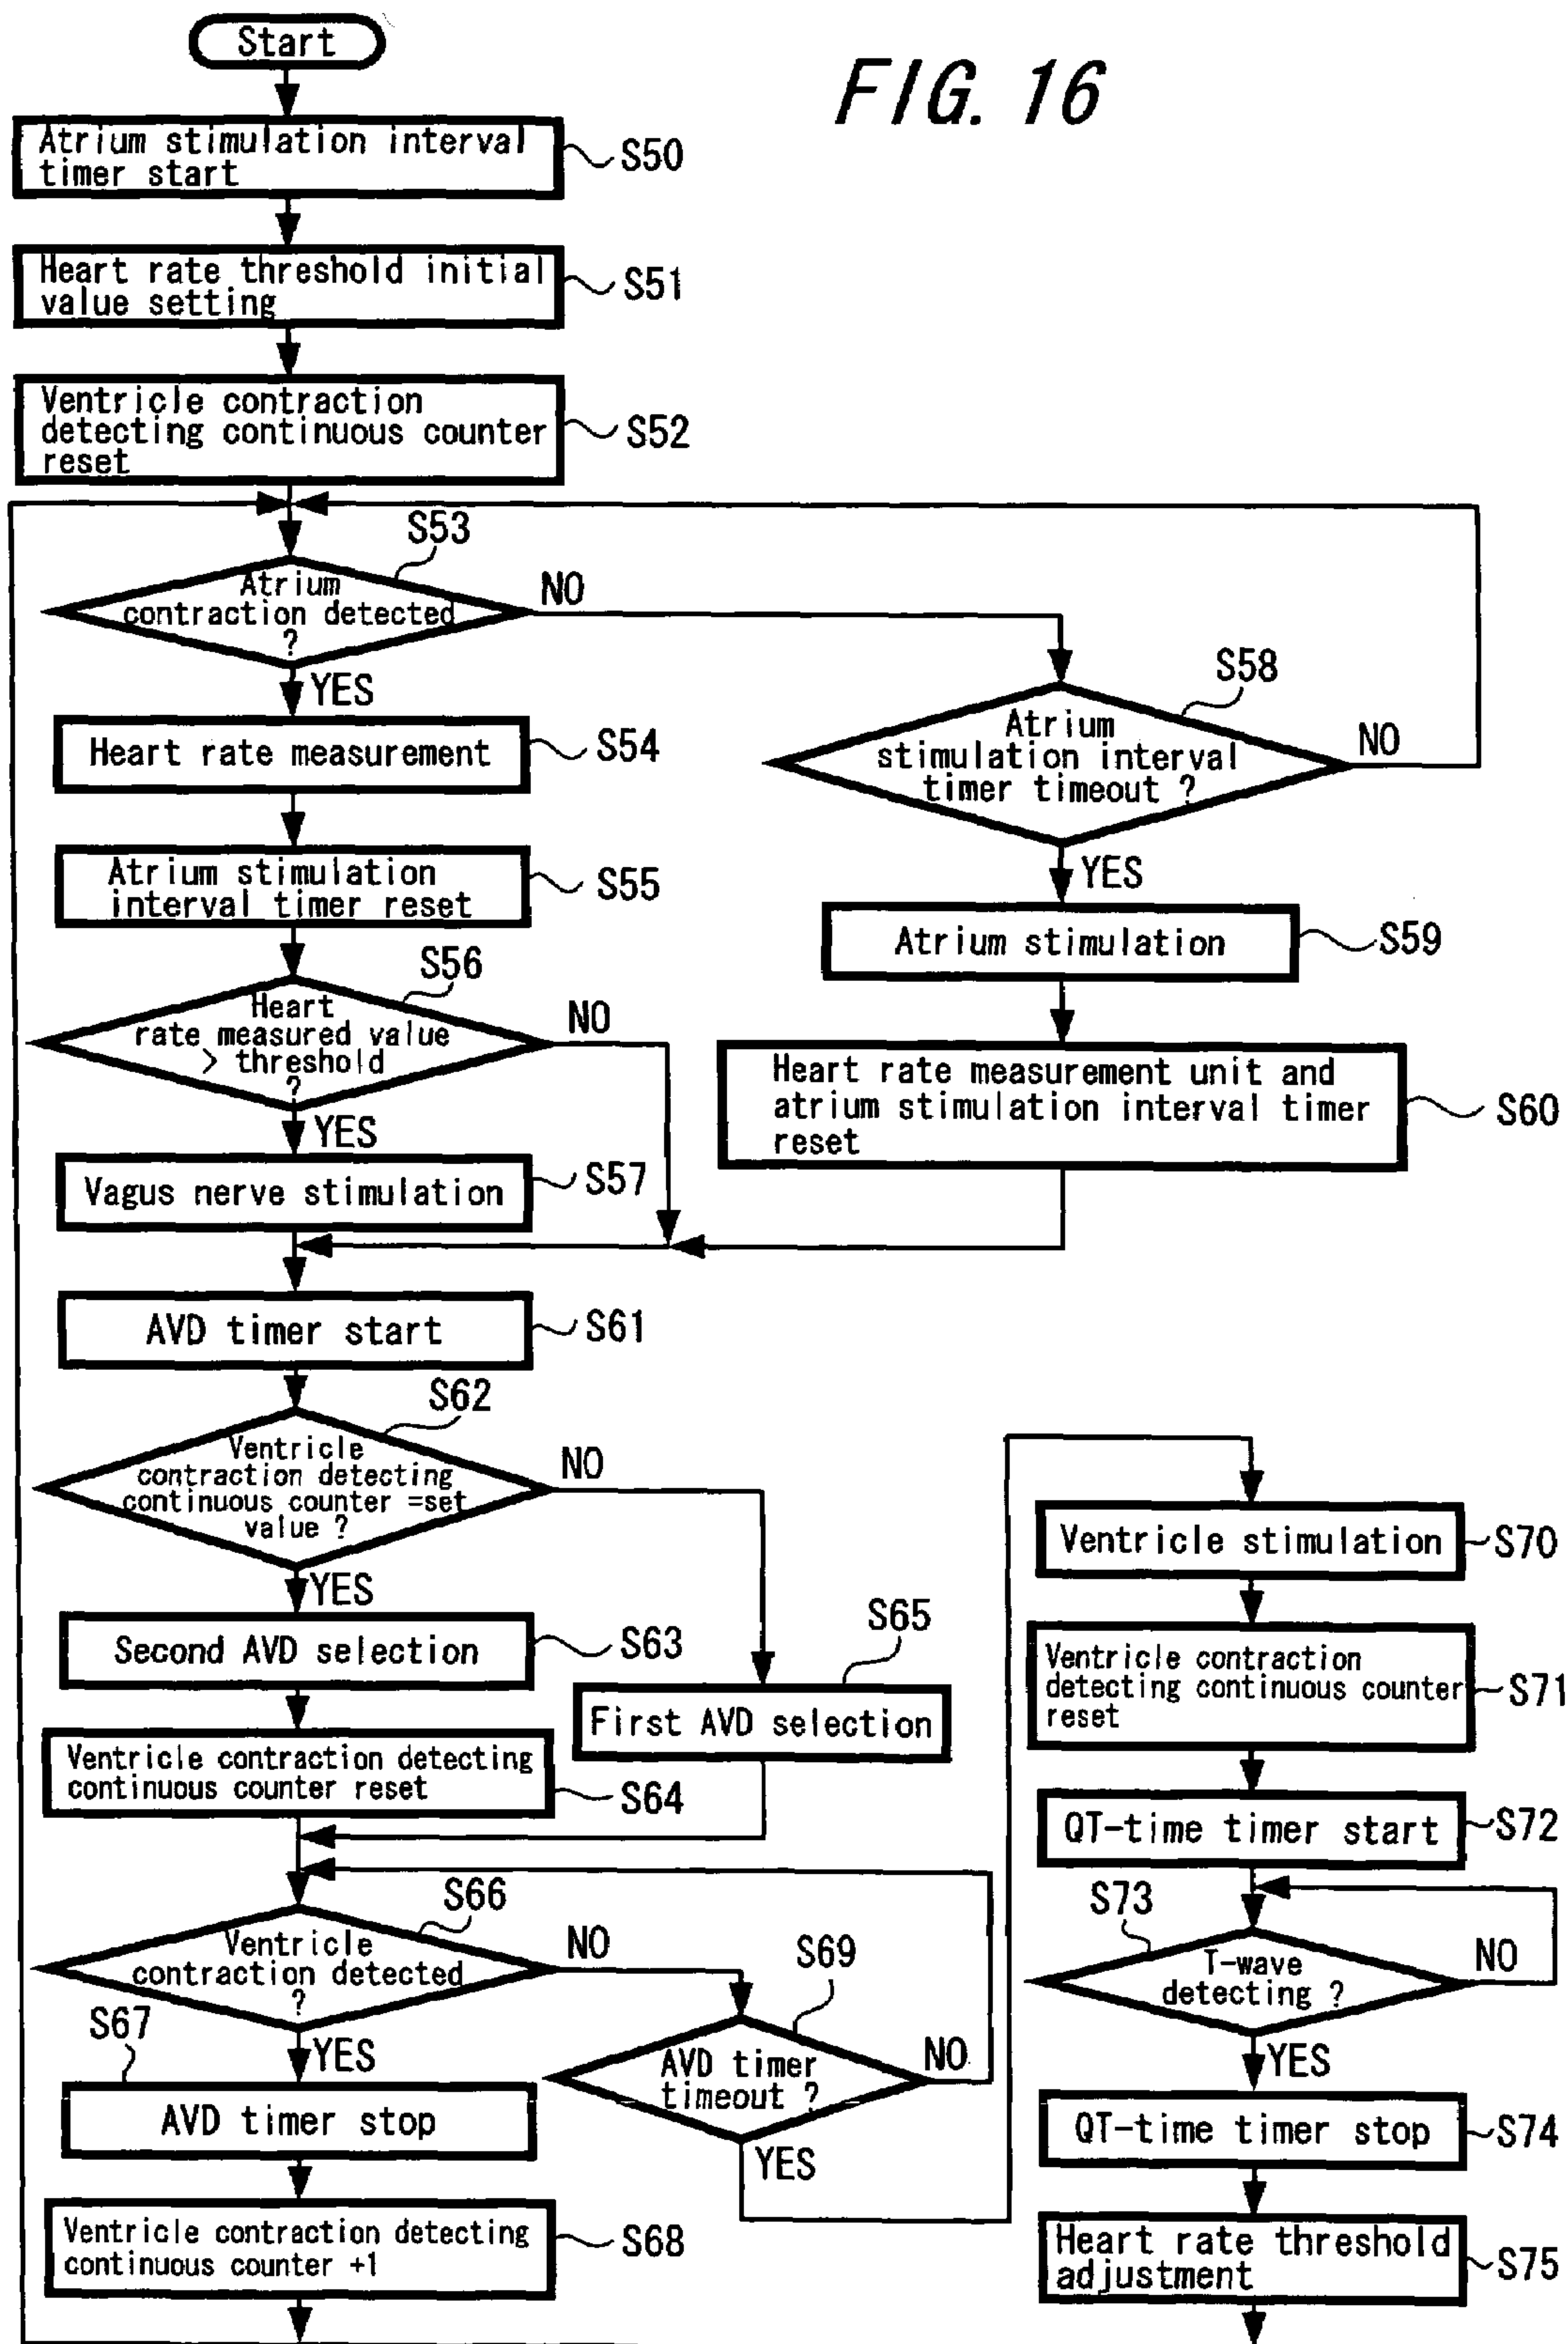 FIG. 16
Start
Atrium stimulation interval
timer start
S50
Heart rate threshold initial
value setting
S51
Ventricle contraction
detecting continuous counter
reset
S52
S53
Atrium
contraction detected
?
NO
YES
Heart rate measurement
S54
Atrium stimulation
interval timer reset
S55
S56
Heart
rate measured value
> threshold
?
NO
YES
Vagus nerve stimulation
S57
S58
Atrium
stimulation interval
timer timeout ?
NO
YES
Atrium stimulation
S59
Heart rate measurement unit and
atrium stimulation interval timer
reset
S60
AVD timer start
S61
S62
Ventricle
contraction detecting
continuous counter =set
value ?
NO
YES
Second AVD selection
S63
Ventricle contraction detecting
continuous counter reset
S64
S65
First AVD selection
S66
Ventricle
contraction detected
?
NO
YES
S67
AVD timer stop
Ventricle contraction detecting
continuous counter +1
S68
S69
AVD timer
timeout ?
NO
YES
Ventricle stimulation
S70
Ventricle contraction
detecting continuous counter
reset
S71
QT-time timer start
S72
S73
T-wave
detecting ?
NO
YES
QT-time timer stop
S74
Heart rate threshold
adjustment
S75